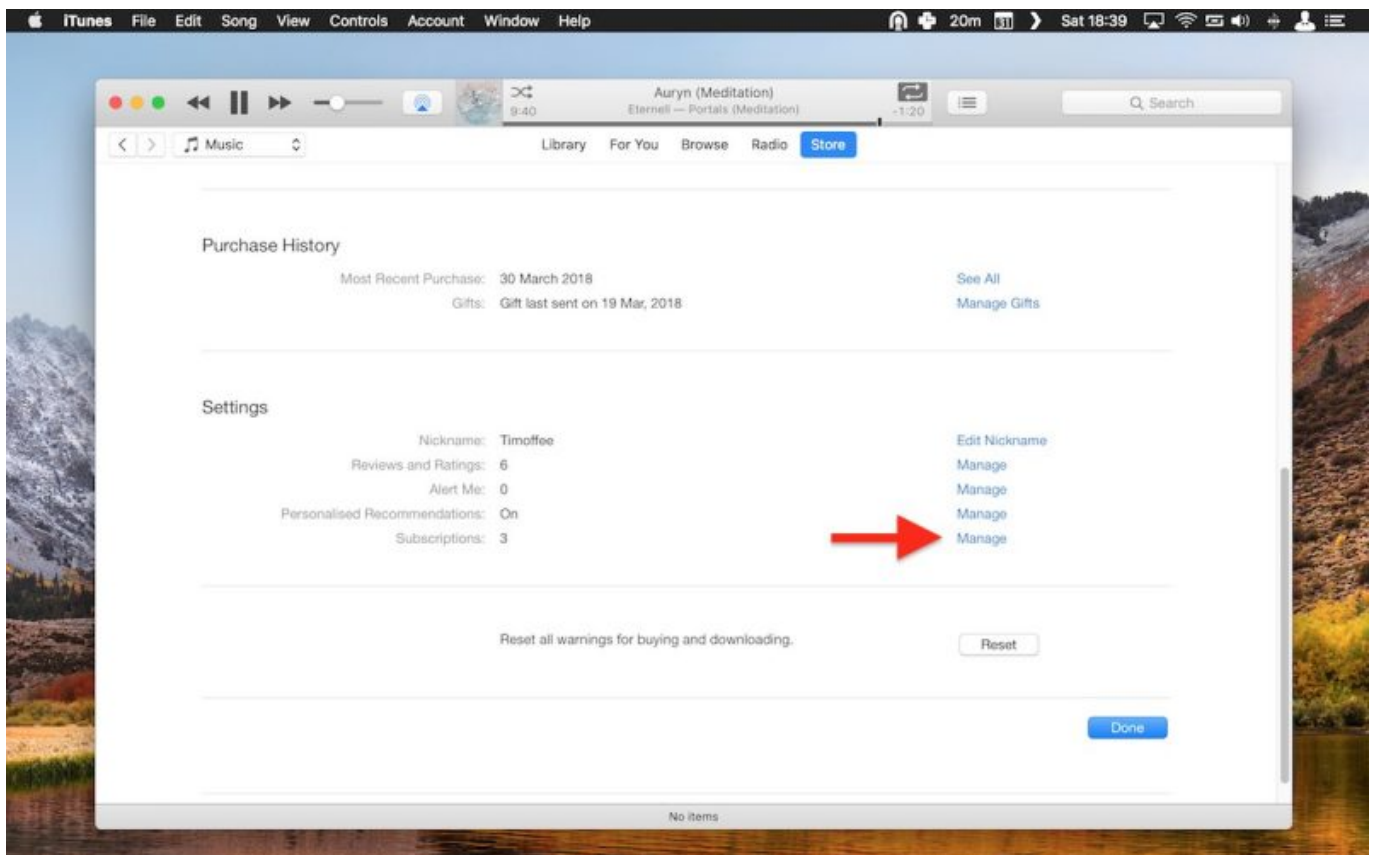 iTunes File Edit Song View Controls Account Window Help 20m 31 Sat 18:39
Auryn (Meditation)
9:40 Eternell — Portals (Meditation) -1:20
Search
Music Library For You Browse Radio Store
Purchase History
Most Recent Purchase: 30 March 2018 See All
Gifts: Gift last sent on 19 Mar, 2018 Manage Gifts
Settings
Nickname: Timoffee Edit Nickname
Reviews and Ratings: 6 Manage
Alert Me: 0 Manage
Personalised Recommendations: On Manage
Subscriptions: 3 Manage
Reset all warnings for buying and downloading. Reset
Done
No items